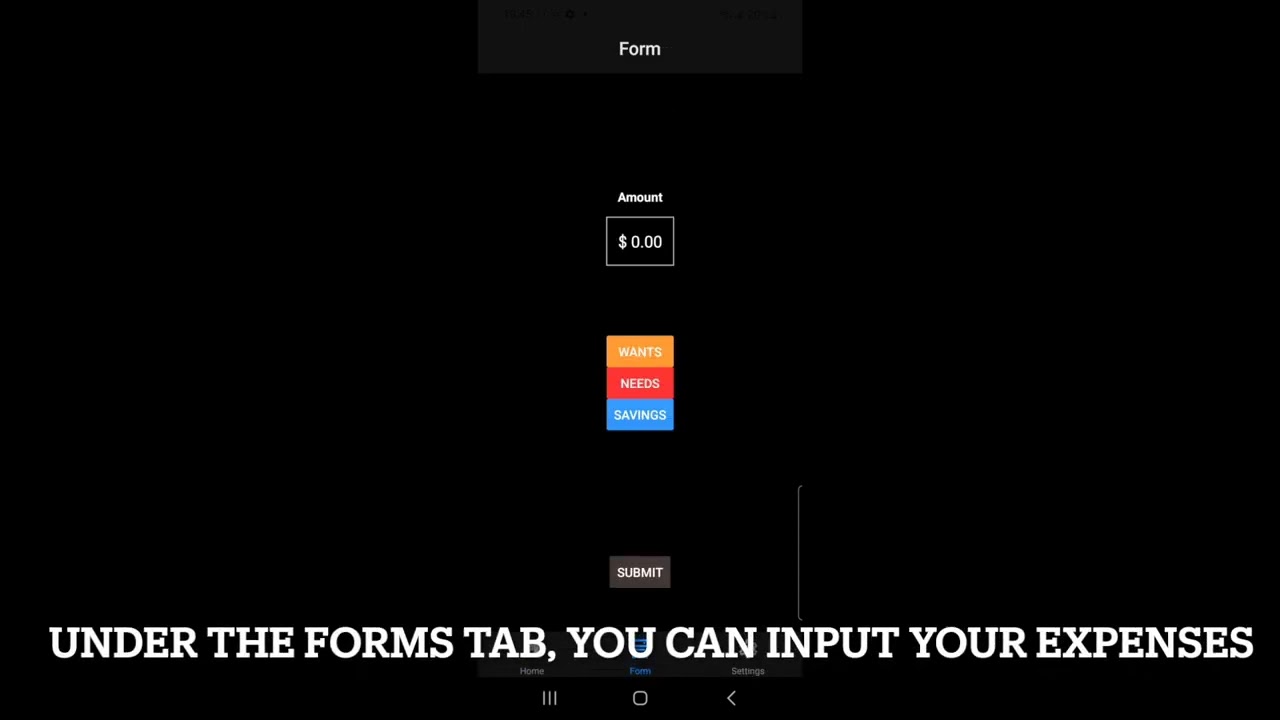 Form
Amount
$ 0.00
WANTS
NEEDS
SAVINGS
SUBMIT
UNDER THE FORMS TAB, YOU CAN INPUT YOUR EXPENSES
Home Form Settings